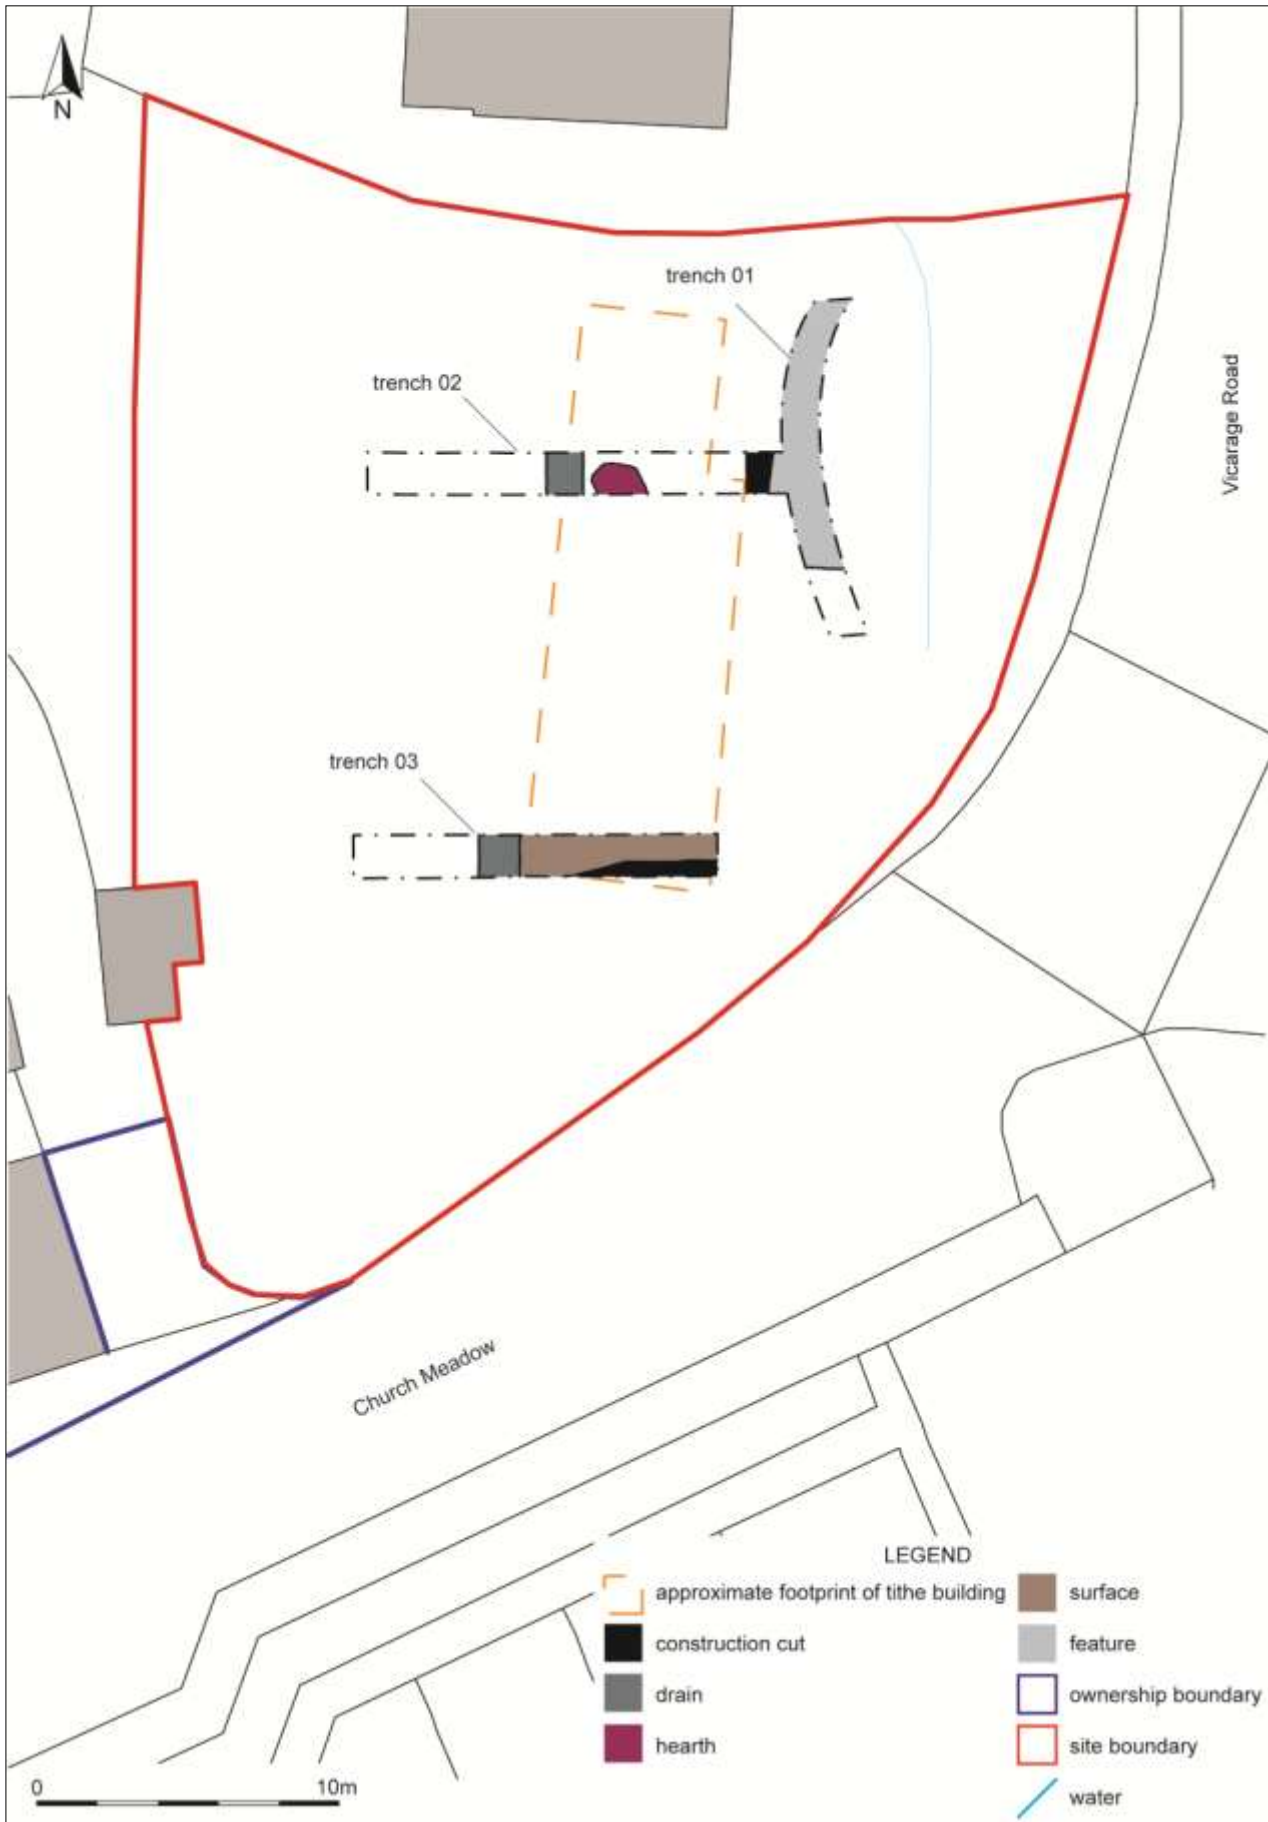 N
trench 01
trench 02
Vicarage Road
trench 03
Church Meadow
LEGEND
approximate footprint of tithe building
construction cut
drain
hearth
surface
feature
ownership boundary
site boundary
water
0 10m